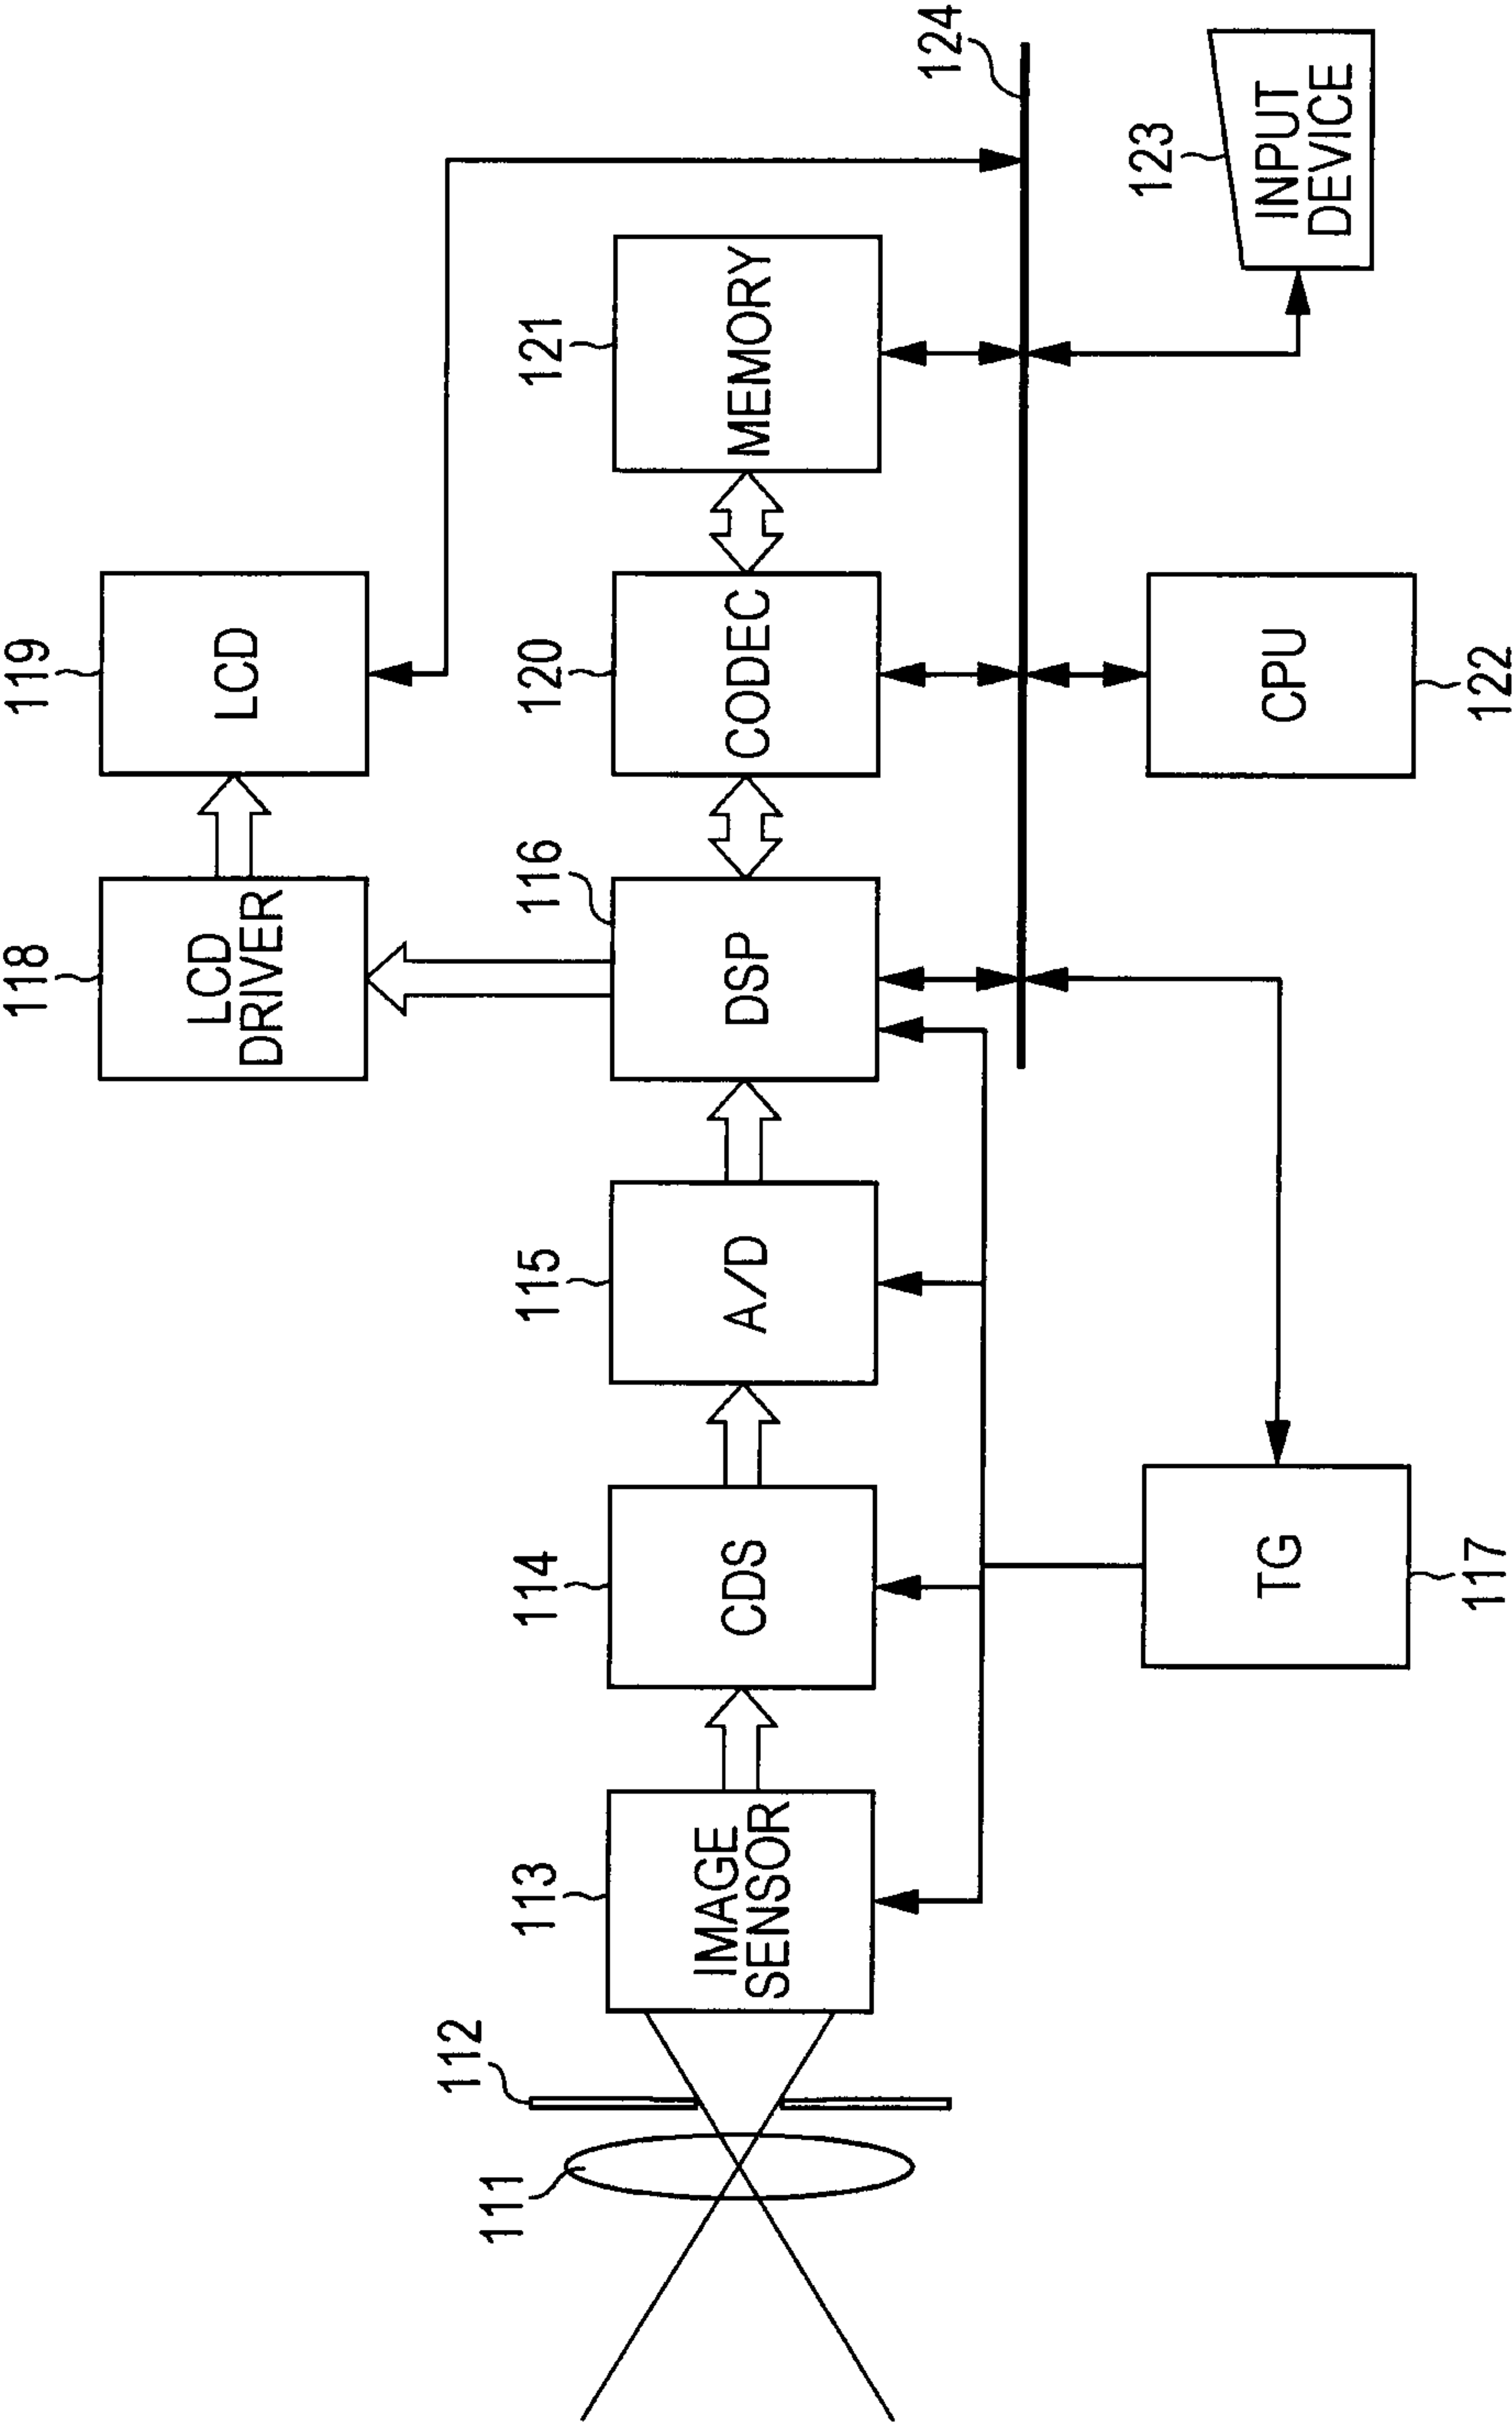 118
LCD
DRIVER
119
LCD
111
112
113
IMAGE
SENSOR
114
CDS
115
A/D
116
DSP
120
CODEC
121
MEMORY
124
117
TG
122
CPU
123
INPUT
DEVICE